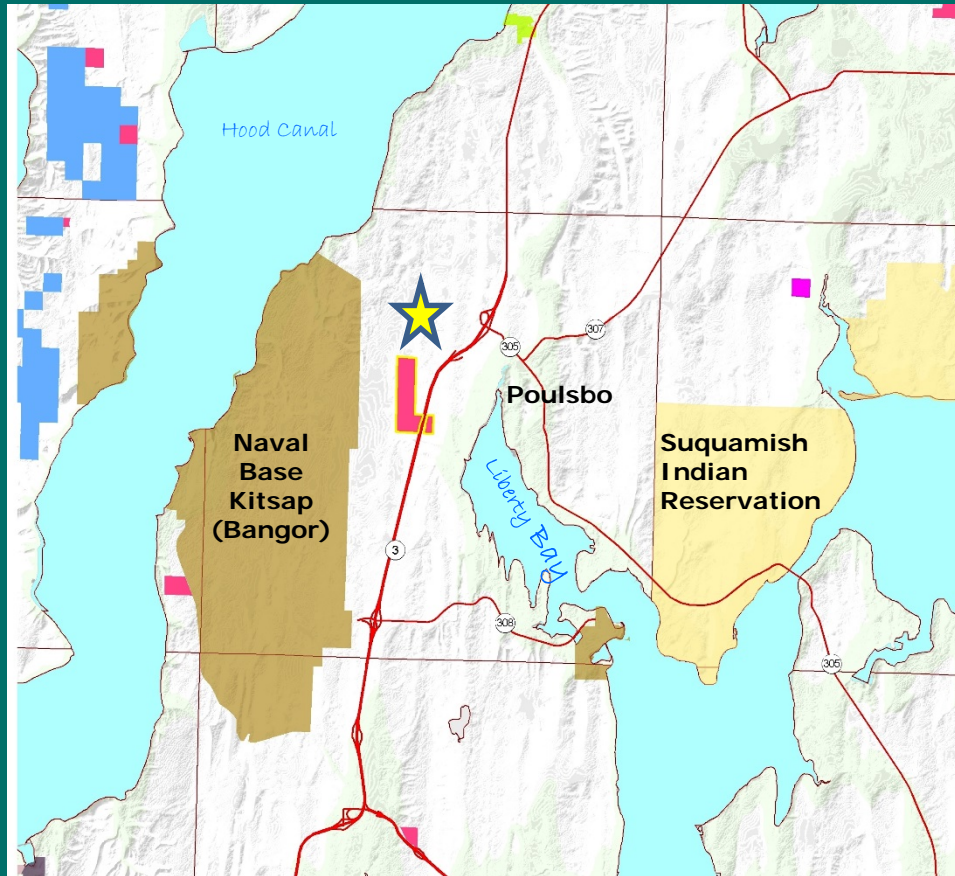 Hood Canal
307
305
Poulsbo
Naval
Base
Kitsap
(Bangor)
Suquamish
Indian
Reservation
Liberty Bay
3
308
305